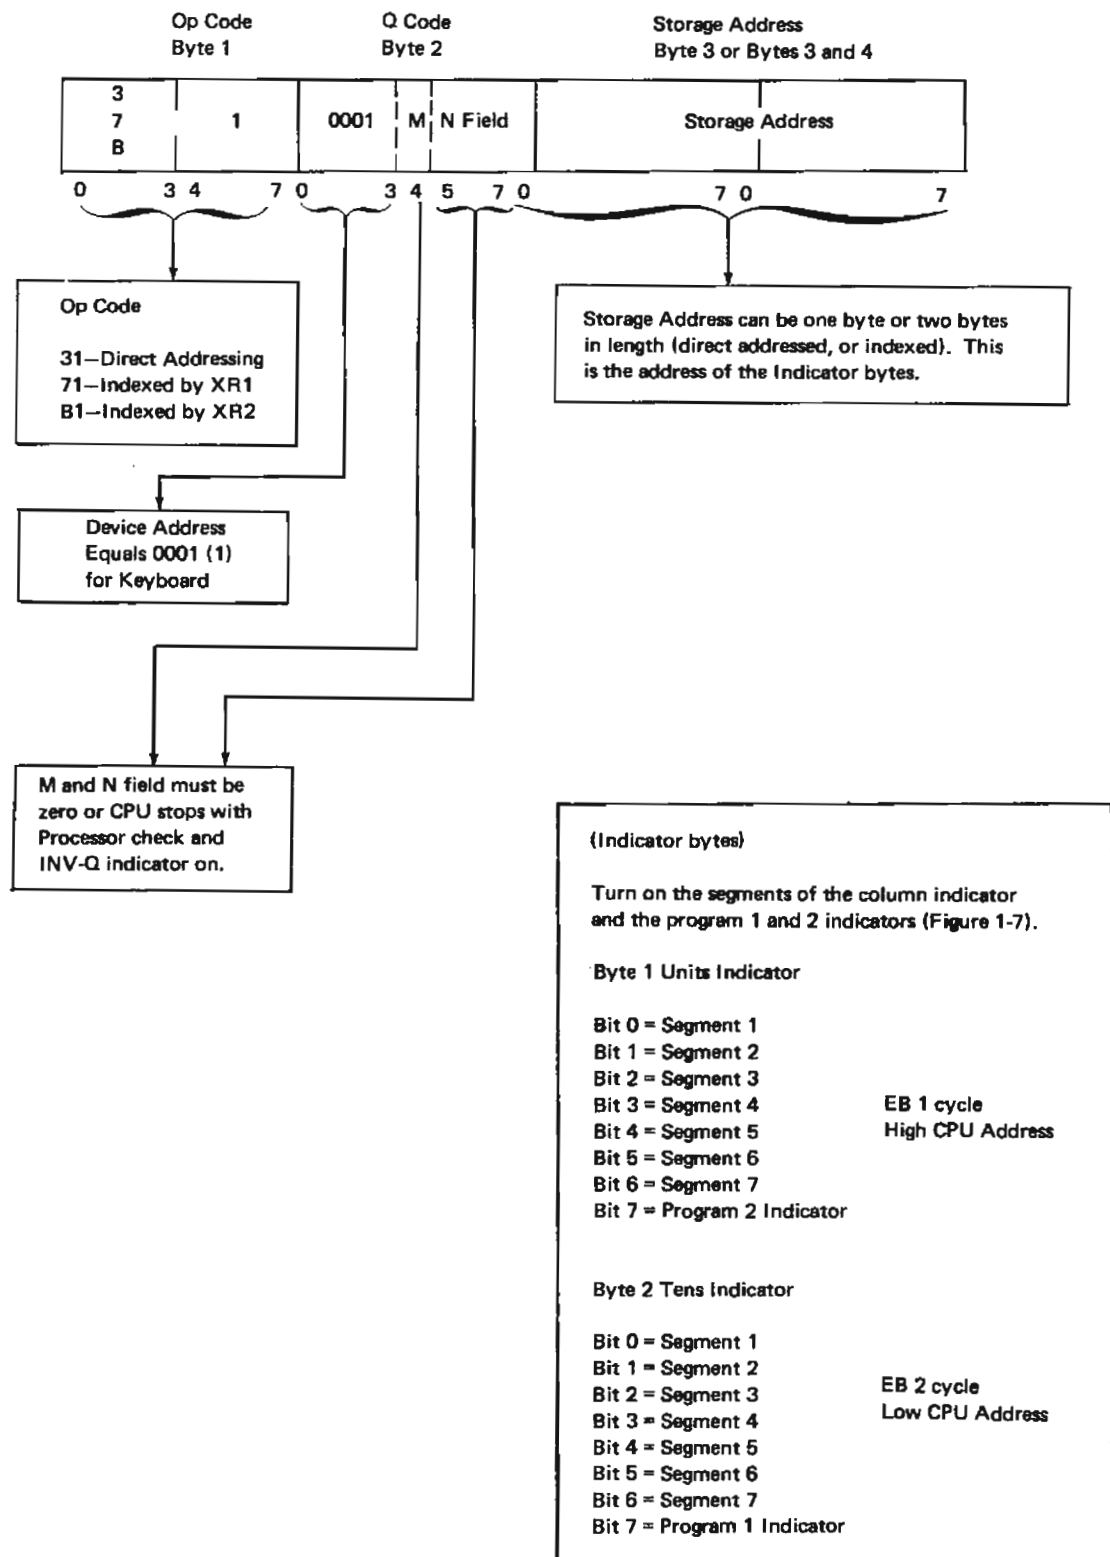 Op Code
Byte 1
Q Code
Byte 2
Storage Address
Byte 3 or Bytes 3 and 4
3
7
B
1
0001
M
N Field
Storage Address
0 3 4 7 0 3 4 5 7 0 7 0 7
Op Code
31—Direct Addressing
71—Indexed by XR1
B1—Indexed by XR2
Storage Address can be one byte or two bytes
in length (direct addressed, or indexed). This
is the address of the Indicator bytes.
Device Address
Equals 0001 (1)
for Keyboard
M and N field must be
zero or CPU stops with
Processor check and
INV-Q indicator on.
(Indicator bytes)
Turn on the segments of the column indicator
and the program 1 and 2 indicators (Figure 1-7).
Byte 1 Units Indicator
Bit 0 = Segment 1
Bit 1 = Segment 2
Bit 2 = Segment 3
Bit 3 = Segment 4
Bit 4 = Segment 5
Bit 5 = Segment 6
Bit 6 = Segment 7
Bit 7 = Program 2 Indicator
EB 1 cycle
High CPU Address
Byte 2 Tens Indicator
Bit 0 = Segment 1
Bit 1 = Segment 2
Bit 2 = Segment 3
Bit 3 = Segment 4
Bit 4 = Segment 5
Bit 5 = Segment 6
Bit 6 = Segment 7
Bit 7 = Program 1 Indicator
EB 2 cycle
Low CPU Address